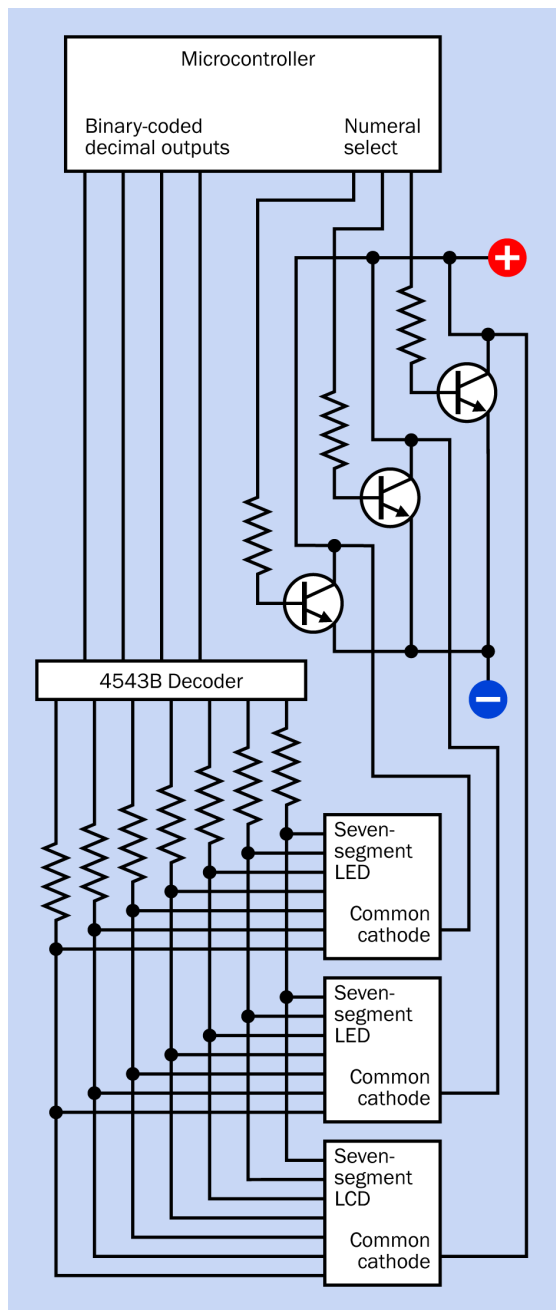 Microcontroller
Binary-coded
decimal outputs
Numeral
select
+
−
4543B Decoder
Seven-
segment
LED
Common
cathode
Seven-
segment
LED
Common
cathode
Seven-
segment
LCD
Common
cathode